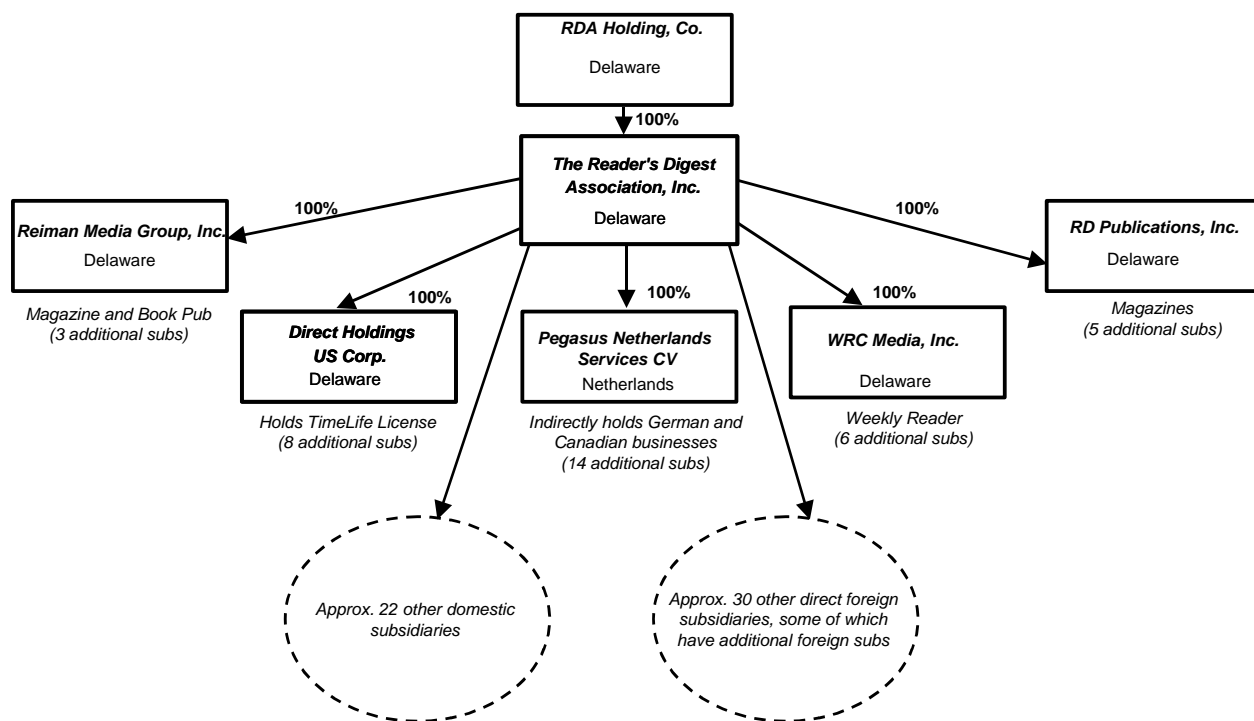 RDA Holding, Co.
Delaware
100%
The Reader's Digest
Association, Inc.
Delaware
100%
Reiman Media Group, Inc.
Delaware
Magazine and Book Pub
(3 additional subs)
100%
Direct Holdings
US Corp.
Delaware
Holds TimeLife License
(8 additional subs)
100%
Pegasus Netherlands
Services CV
Netherlands
Indirectly holds German and
Canadian businesses
(14 additional subs)
100%
WRC Media, Inc.
Delaware
Weekly Reader
(6 additional subs)
100%
RD Publications, Inc.
Delaware
Magazines
(5 additional subs)
Approx. 22 other domestic
subsidiaries
Approx. 30 other direct foreign
subsidiaries, some of which
have additional foreign subs